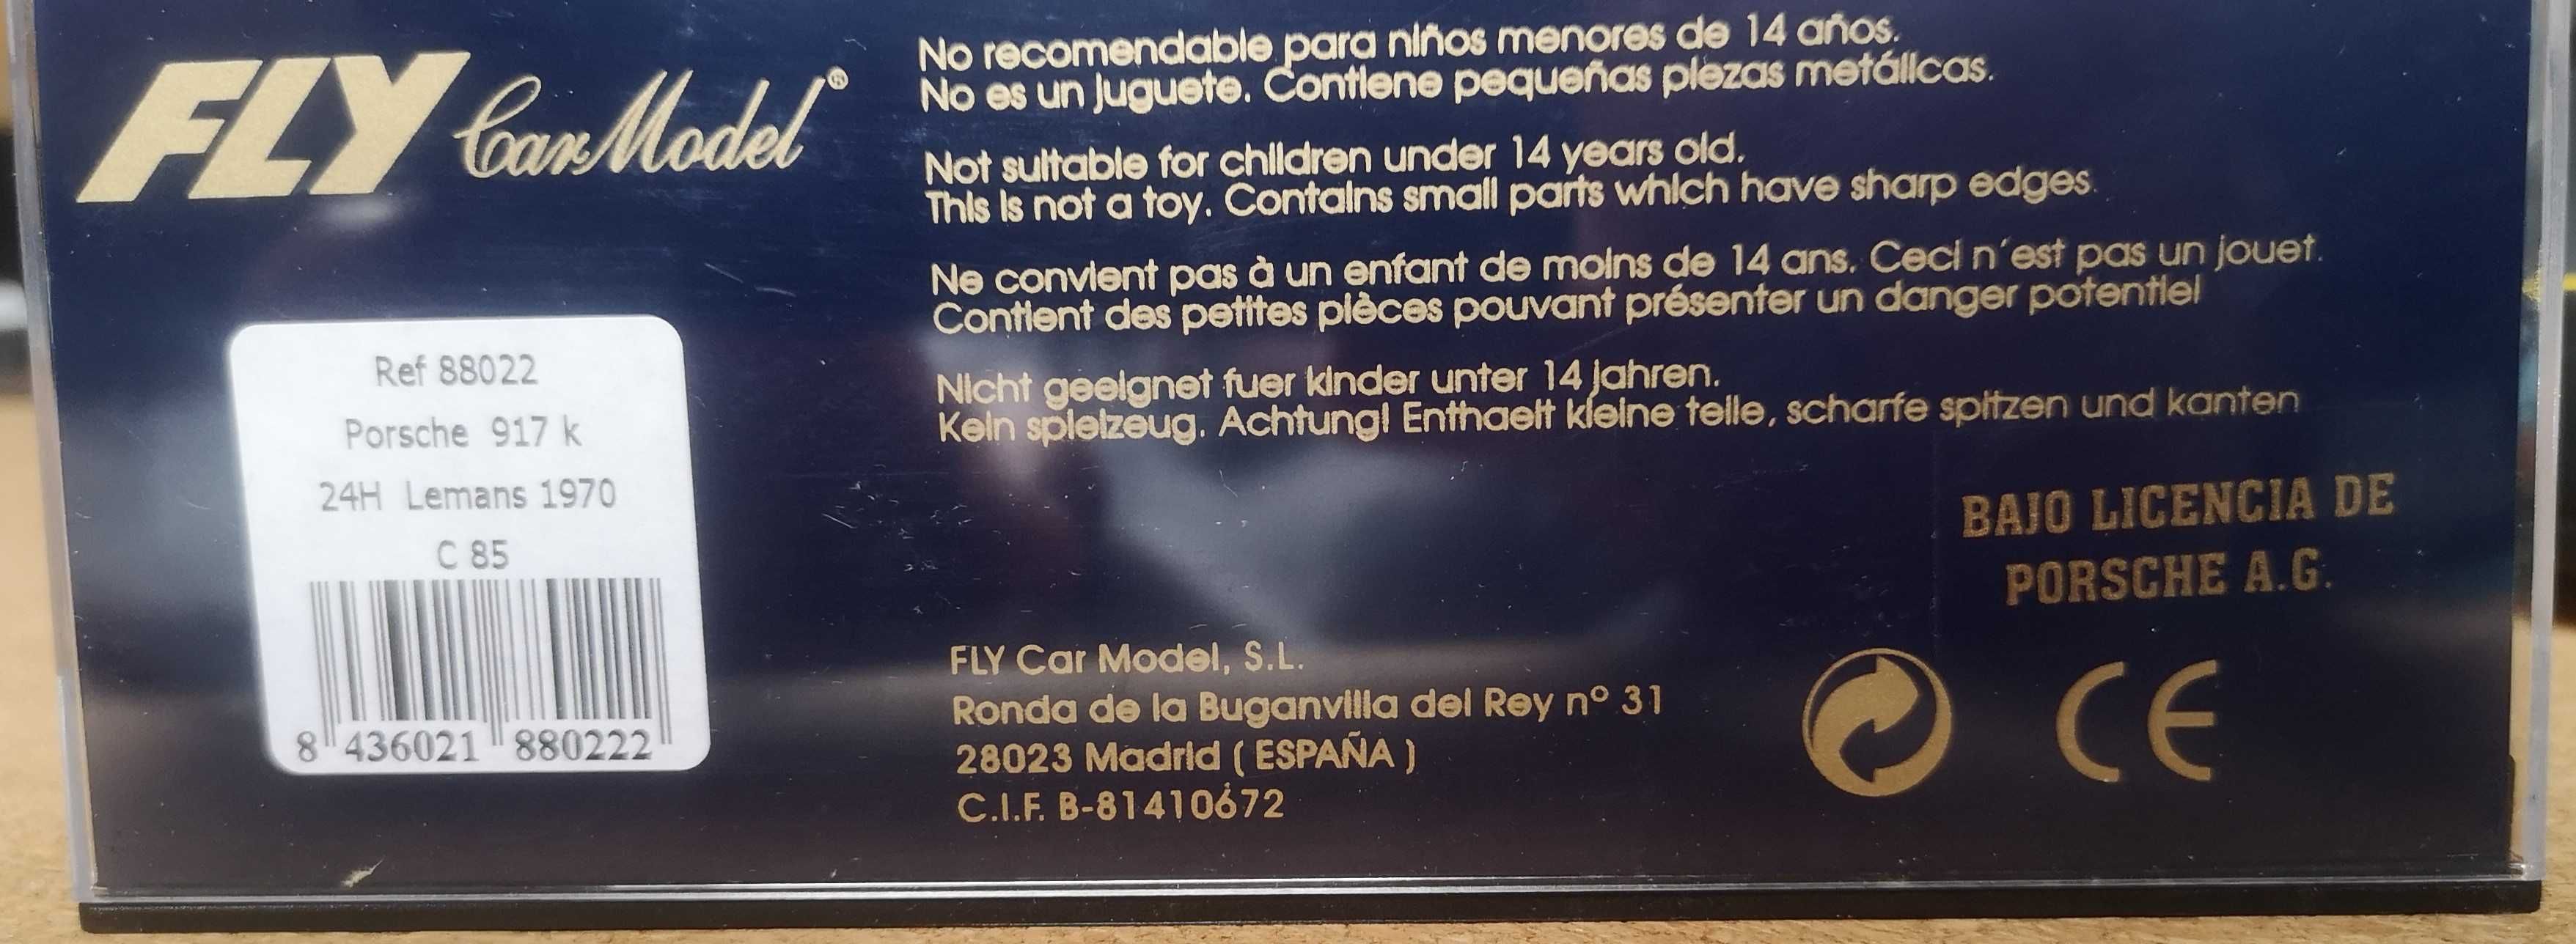 FLY Car Model®
No recomendable para niños menores de 14 años.
No es un juguete. Contiene pequeñas piezas metálicas.
Not suitable for children under 14 years old.
This is not a toy. Contains small parts which have sharp edges.
Ne convient pas à un enfant de moins de 14 ans. Ceci n´est pas un jouet.
Contient des petites pièces pouvant présenter un danger potentiel
Nicht geeignet fuer kinder unter 14 jahren.
Kein spielzeug. Achtung! Enthaelt kleine teile, scharfe spitzen und kanten
Ref 88022
Porsche 917 k
24H Lemans 1970
C 85
8 436021 880222
BAJO LICENCIA DE
PORSCHE A.G.
FLY Car Model, S.L.
Ronda de la Buganvilla del Rey nº 31
28023 Madrid ( ESPAÑA )
C.I.F. B-81410672
CE